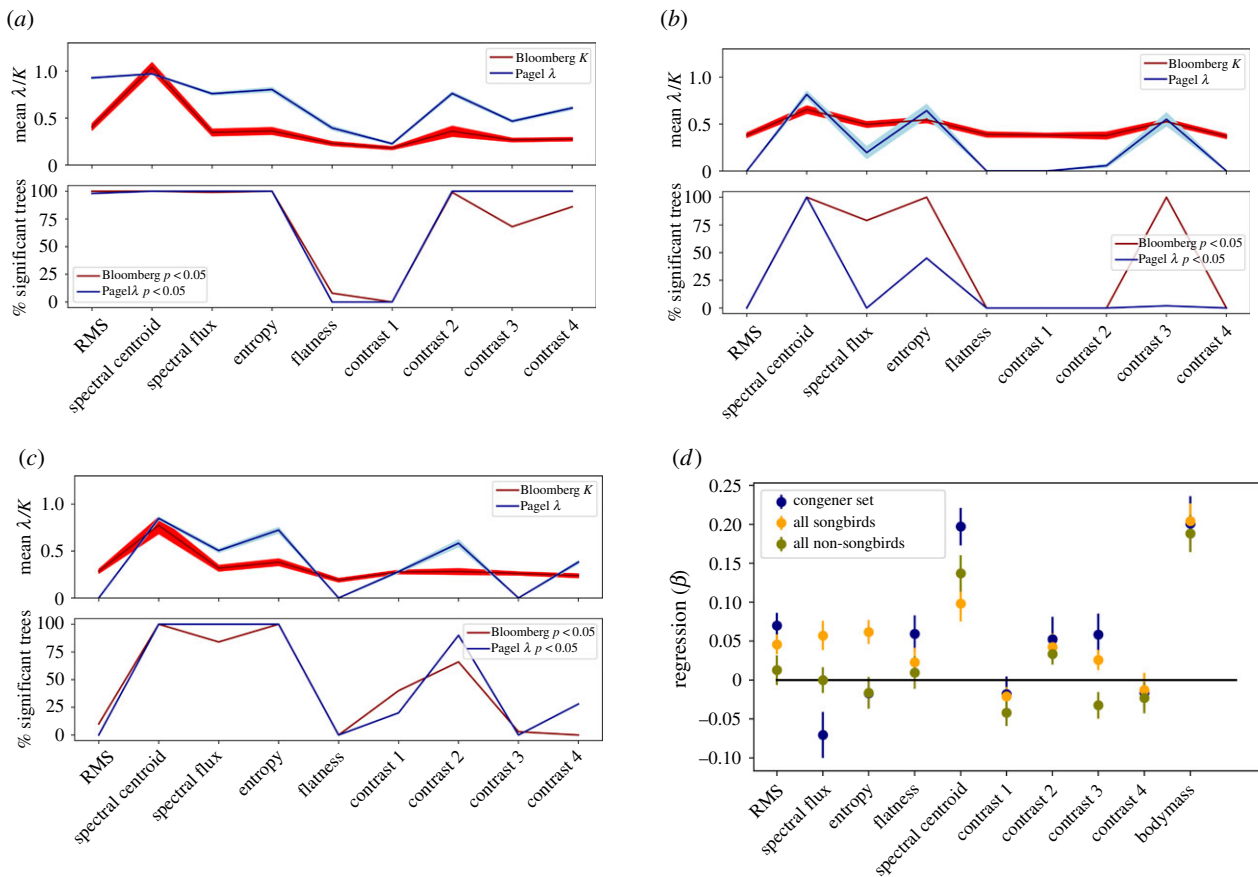 (a)
mean λ/K
1.0
0.5
0
Bloomberg K
Pagel λ
% significant trees
100
75
50
25
0
Bloomberg p < 0.05
Pagel λ p < 0.05
RMS
spectral centroid
spectral flux
entropy
flatness
contrast 1
contrast 2
contrast 3
contrast 4
(b)
mean λ/K
1.0
0.5
0
Bloomberg K
Pagel λ
% significant trees
100
75
50
25
0
Bloomberg p < 0.05
Pagel λ p < 0.05
RMS
spectral centroid
spectral flux
entropy
flatness
contrast 1
contrast 2
contrast 3
contrast 4
(c)
mean λ/K
1.0
0.5
0
Bloomberg K
Pagel λ
% significant trees
100
75
50
25
0
Bloomberg p < 0.05
Pagel λ p < 0.05
RMS
spectral centroid
spectral flux
entropy
flatness
contrast 1
contrast 2
contrast 3
contrast 4
(d)
regression (β)
0.25
0.20
0.15
0.10
0.05
0
−0.05
−0.10
congener set
all songbirds
all non-songbirds
RMS
spectral flux
entropy
flatness
spectral centroid
contrast 1
contrast 2
contrast 3
contrast 4
bodymass